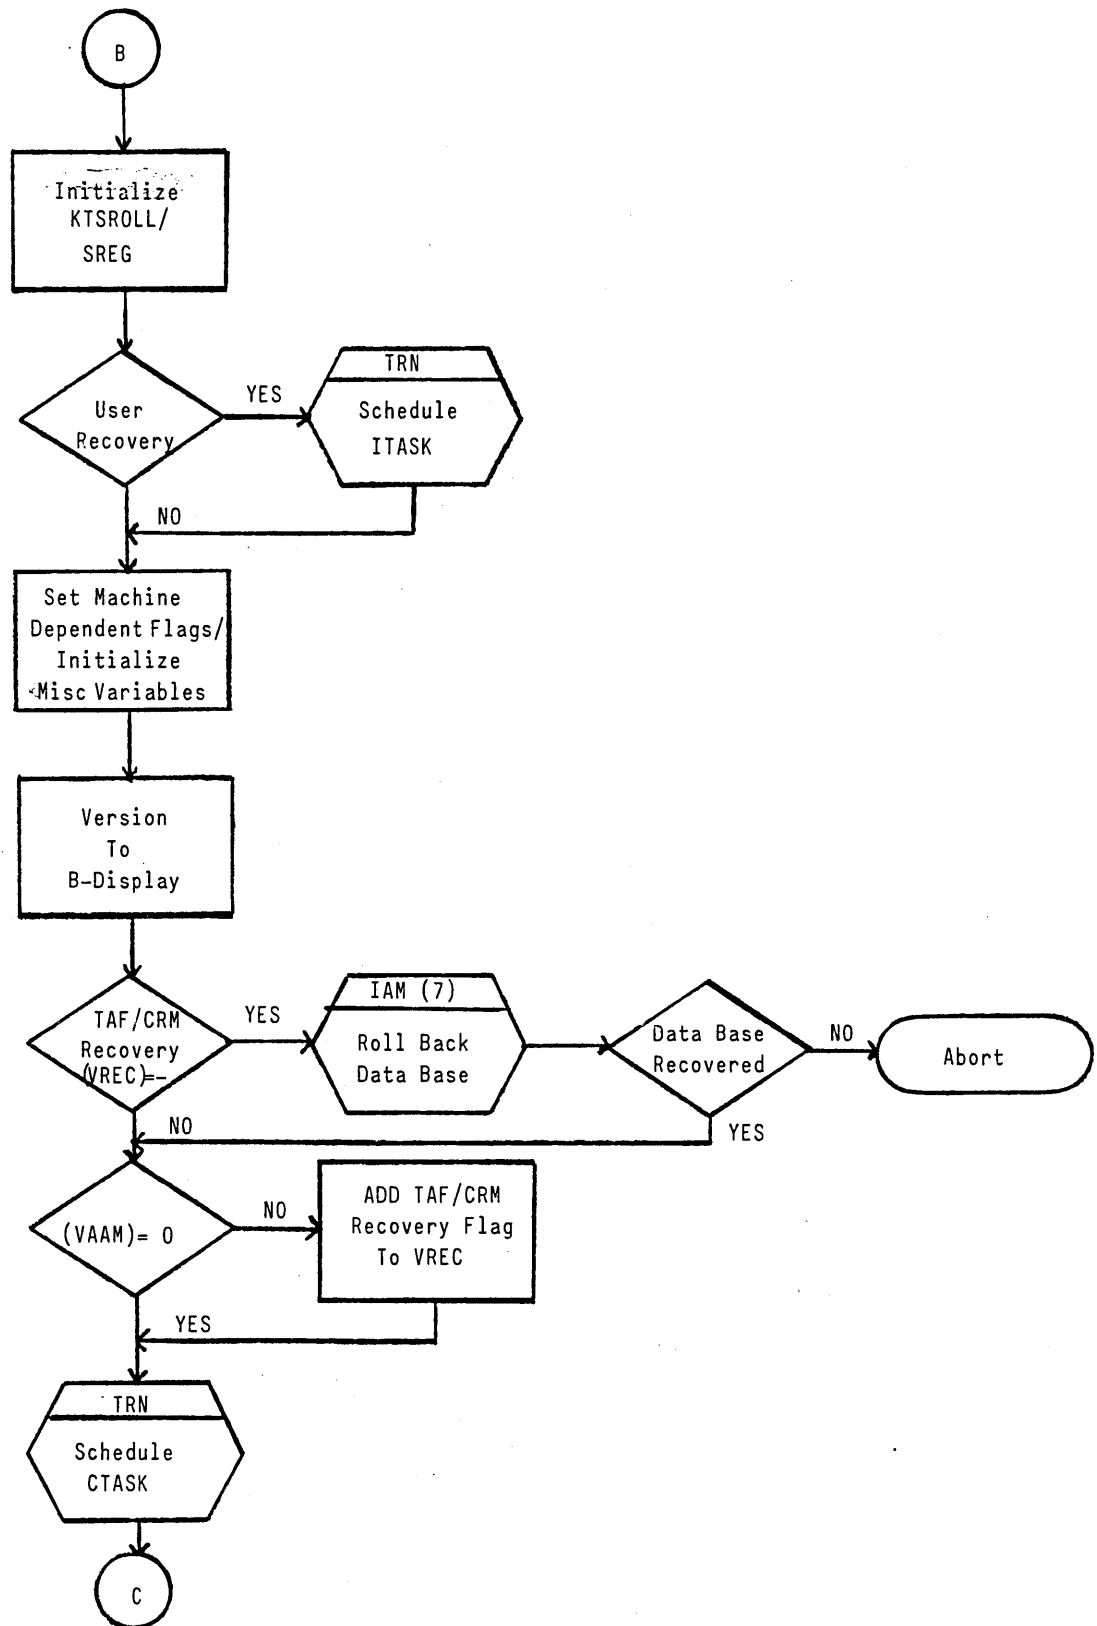 B
Initialize
KTSROLL/
SREG
User
Recovery
YES
TRN
Schedule
ITASK
NO
Set Machine
Dependent Flags/
Initialize
Misc Variables
Version
To
B-Display
TAF/CRM
Recovery
(VREC)=-
YES
IAM (7)
Roll Back
Data Base
Data Base
Recovered
NO
Abort
YES
NO
(VAAM)= 0
NO
ADD TAF/CRM
Recovery Flag
To VREC
YES
TRN
Schedule
CTASK
C